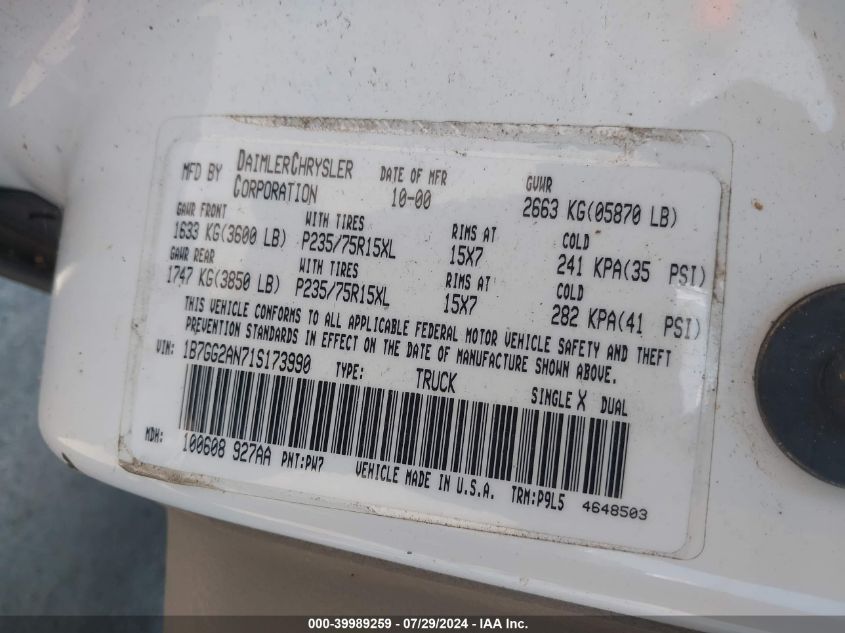 MFD BY DAIMLERCHRYSLER CORPORATION DATE OF MFR 10-00 GVWR 2663 KG(05870 LB)
GAWR FRONT WITH TIRES RIMS AT COLD
1633 KG(3600 LB) P235/75R15XL 15X7 241 KPA(35 PSI)
GAWR REAR WITH TIRES RIMS AT COLD
1747 KG(3850 LB) P235/75R15XL 15X7 282 KPA(41 PSI)
THIS VEHICLE CONFORMS TO ALL APPLICABLE FEDERAL MOTOR VEHICLE SAFETY AND THEFT
PREVENTION STANDARDS IN EFFECT ON THE DATE OF MANUFACTURE SHOWN ABOVE.
VIN: 1B7GG2AN71S173990 TYPE: TRUCK SINGLE X DUAL
MDH: 100608 927AA PNT:PW7 VEHICLE MADE IN U.S.A. TRM:P9L5 4648503
000-39989259 - 07/29/2024 - IAA Inc.